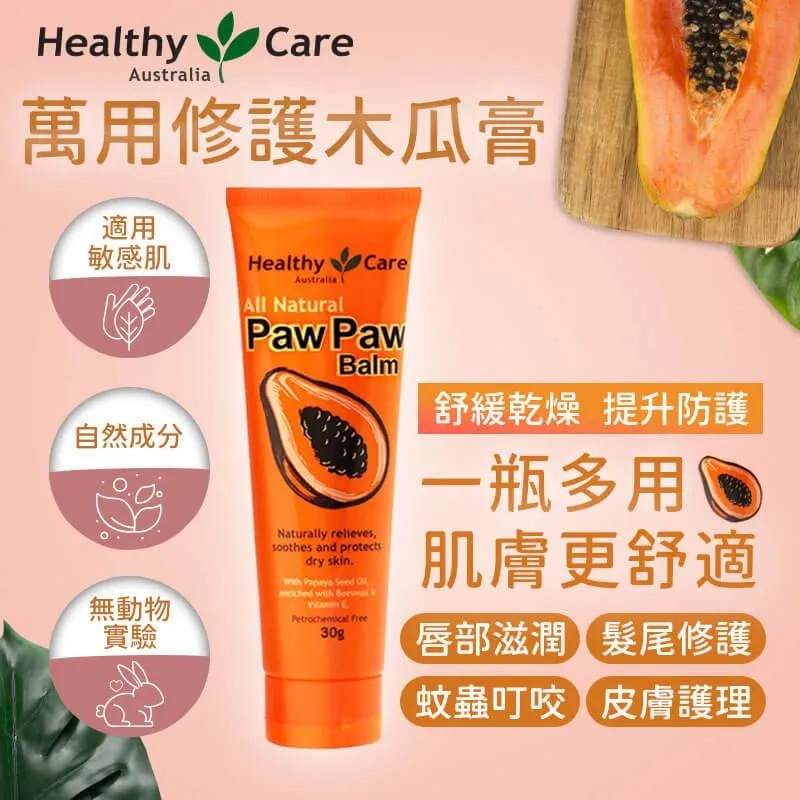 Healthy Care
Australia
萬用修護木瓜膏
適用
敏感肌
自然成分
無動物
實驗
Healthy Care
Australia
All Natural
Paw Paw
Balm
Naturally relieves,
soothes and protects
dry skin.
With Papaya Seed Oil,
enriched with Beeswax &
Vitamin E.
Petrochemical Free
30g
舒緩乾燥 提升防護
一瓶多用
肌膚更舒適
唇部滋潤 髮尾修護
蚊蟲叮咬 皮膚護理